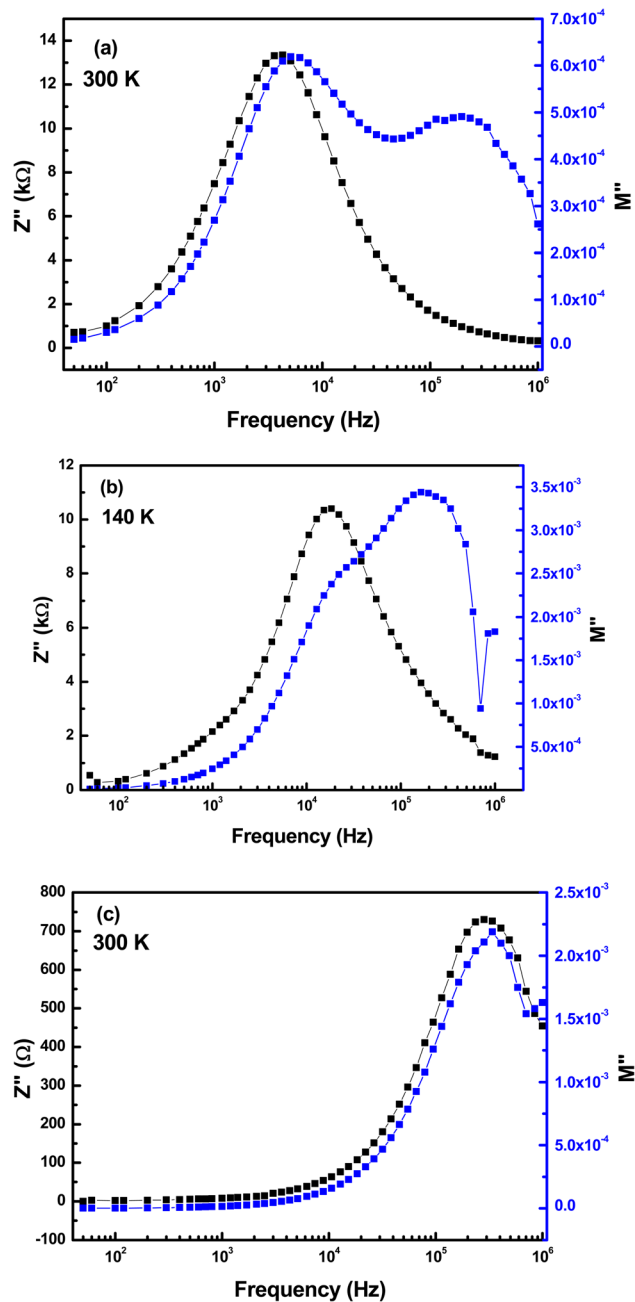 (a)
300 K
14
12
10
8
6
4
2
0
Z'' (kΩ)
7.0x10⁻⁴
6.0x10⁻⁴
5.0x10⁻⁴
4.0x10⁻⁴
3.0x10⁻⁴
2.0x10⁻⁴
1.0x10⁻⁴
0.0
M''
10² 10³ 10⁴ 10⁵ 10⁶
Frequency (Hz)
(b)
140 K
12
10
8
6
4
2
0
Z'' (kΩ)
3.5x10⁻³
3.0x10⁻³
2.5x10⁻³
2.0x10⁻³
1.5x10⁻³
1.0x10⁻³
5.0x10⁻⁴
M''
10² 10³ 10⁴ 10⁵ 10⁶
Frequency (Hz)
(c)
300 K
800
700
600
500
400
300
200
100
0
-100
Z'' (Ω)
2.5x10⁻³
2.0x10⁻³
1.5x10⁻³
1.0x10⁻³
5.0x10⁻⁴
0.0
M''
10² 10³ 10⁴ 10⁵ 10⁶
Frequency (Hz)